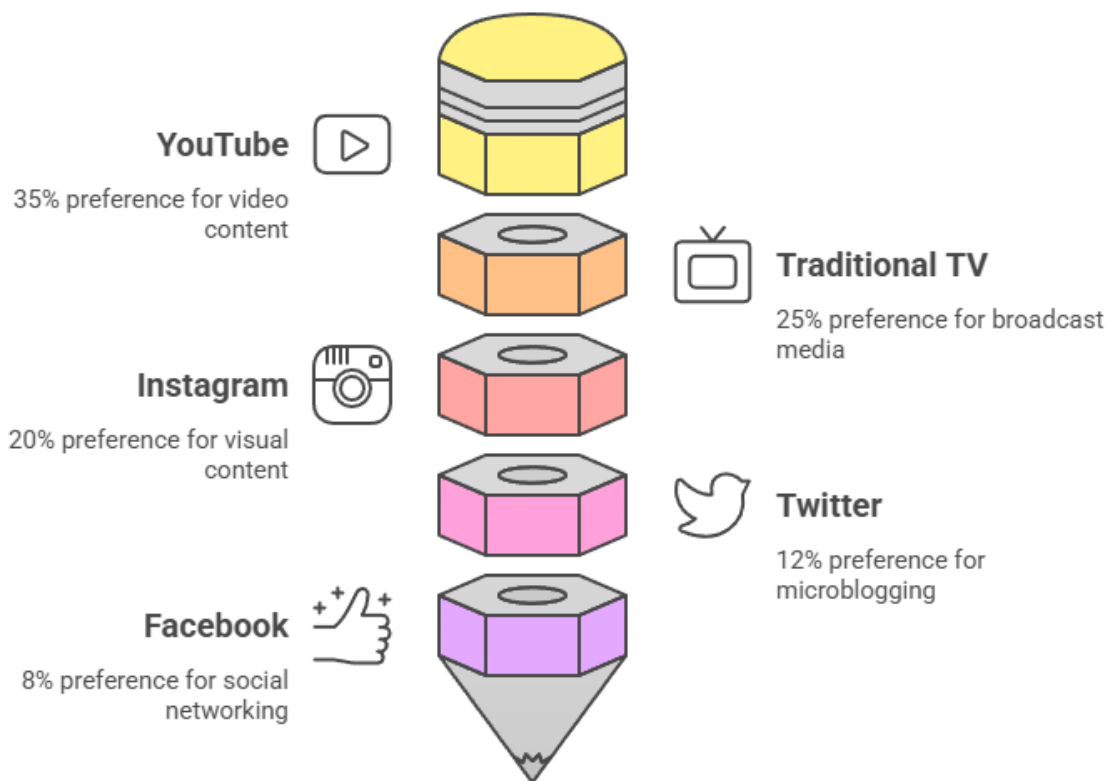 YouTube
35% preference for video
content
Traditional TV
25% preference for broadcast
media
Instagram
20% preference for visual
content
Twitter
12% preference for
microblogging
Facebook
8% preference for social
networking